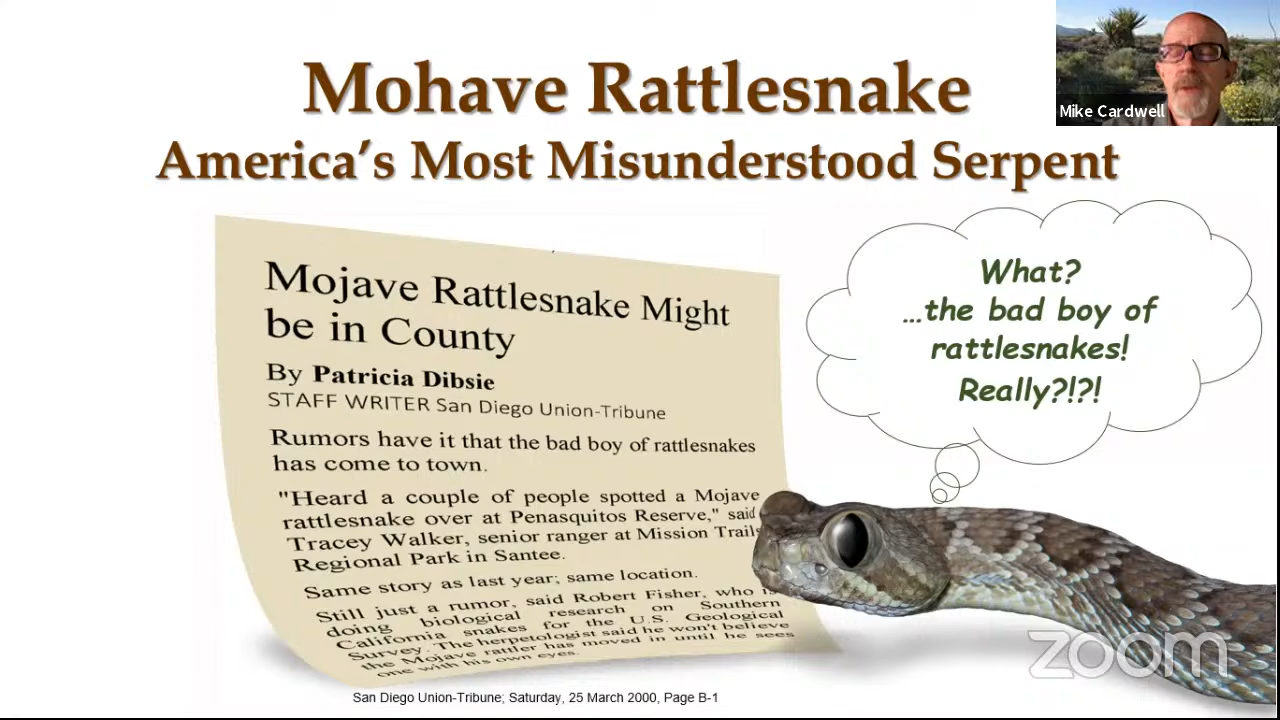 Mohave Rattlesnake
America's Most Misunderstood Serpent
Mike Cardwell
Mojave Rattlesnake Might
be in County
By Patricia Dibsie
STAFF WRITER San Diego Union-Tribune
Rumors have it that the bad boy of rattlesnakes
has come to town.
"Heard a couple of people spotted a Mojave
rattlesnake over at Penasquitos Reserve," said
Tracey Walker, senior ranger at Mission Trails
Regional Park in Santee.
Same story as last year; same location.
Still just a rumor, said Robert Fisher, who is
doing biological research on Southern
California snakes for the U.S. Geological
Survey. The herpetologist said he won't believe
the Mojave rattler has moved in until he sees
one with his own eyes.
What?
...the bad boy of
rattlesnakes!
Really?!?!
San Diego Union-Tribune; Saturday, 25 March 2000, Page B-1
zoom